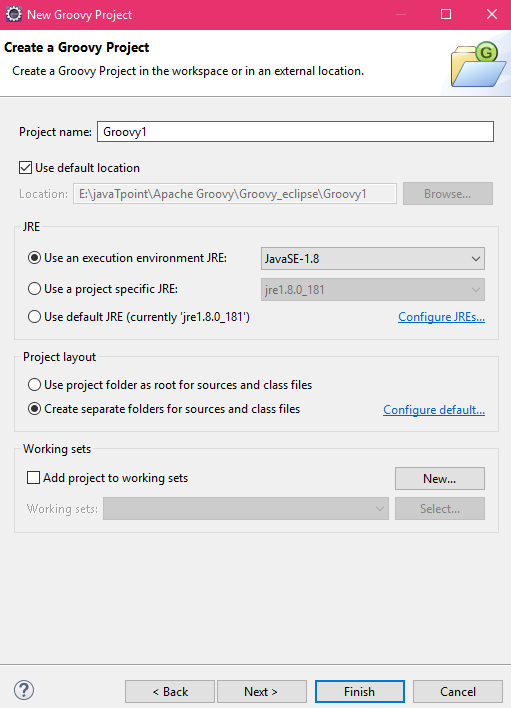 New Groovy Project
Create a Groovy Project
Create a Groovy Project in the workspace or in an external location.
G
Project name: Groovy1
Use default location
Location: E:\javaTpoint\Apache Groovy\Groovy_eclipse\Groovy1 Browse...
JRE
Use an execution environment JRE: JavaSE-1.8
Use a project specific JRE: jre1.8.0_181
Use default JRE (currently 'jre1.8.0_181') Configure JREs...
Project layout
Use project folder as root for sources and class files
Create separate folders for sources and class files Configure default...
Working sets
Add project to working sets New...
Working sets: Select...
? < Back Next > Finish Cancel